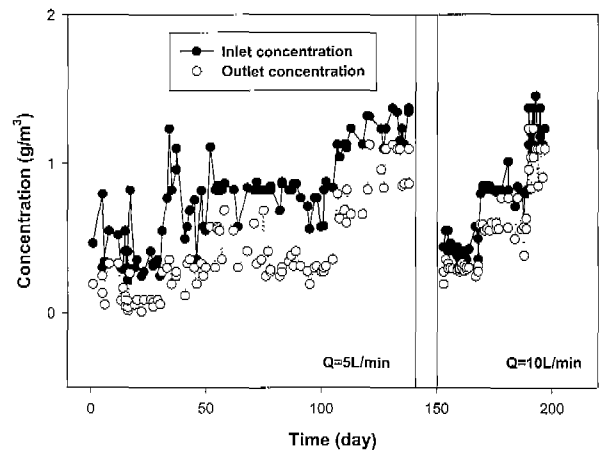 2
Inlet concentration
Outlet concentration
Concentration (g/m³)
1
0
Q=5L/min
Q=10L/min
0
50
100
150
200
Time (day)